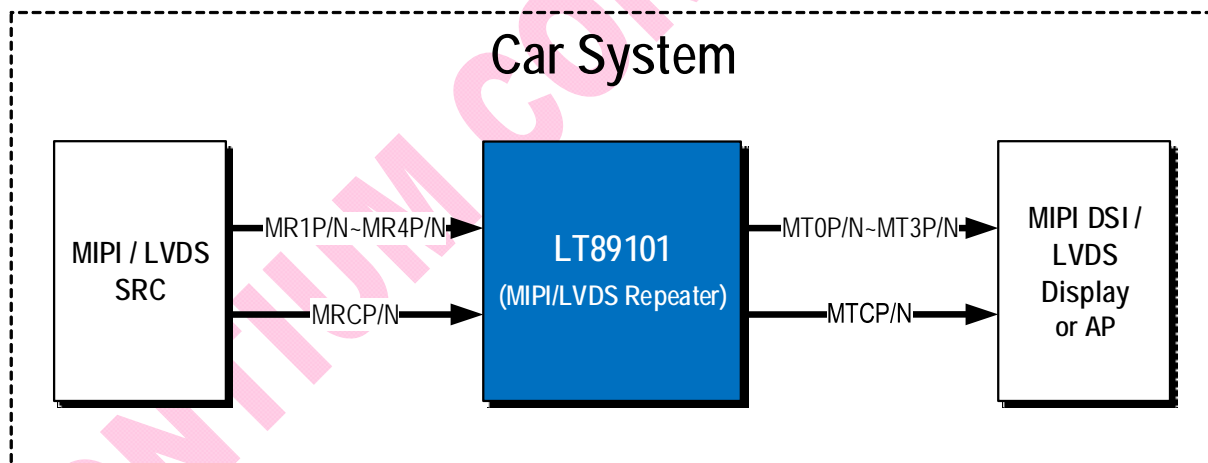 Car System
MIPI / LVDS
SRC
MR1P/N~MR4P/N
MRCP/N
LT89101
(MIPI/LVDS Repeater)
MT0P/N~MT3P/N
MTCP/N
MIPI DSI /
LVDS
Display
or AP